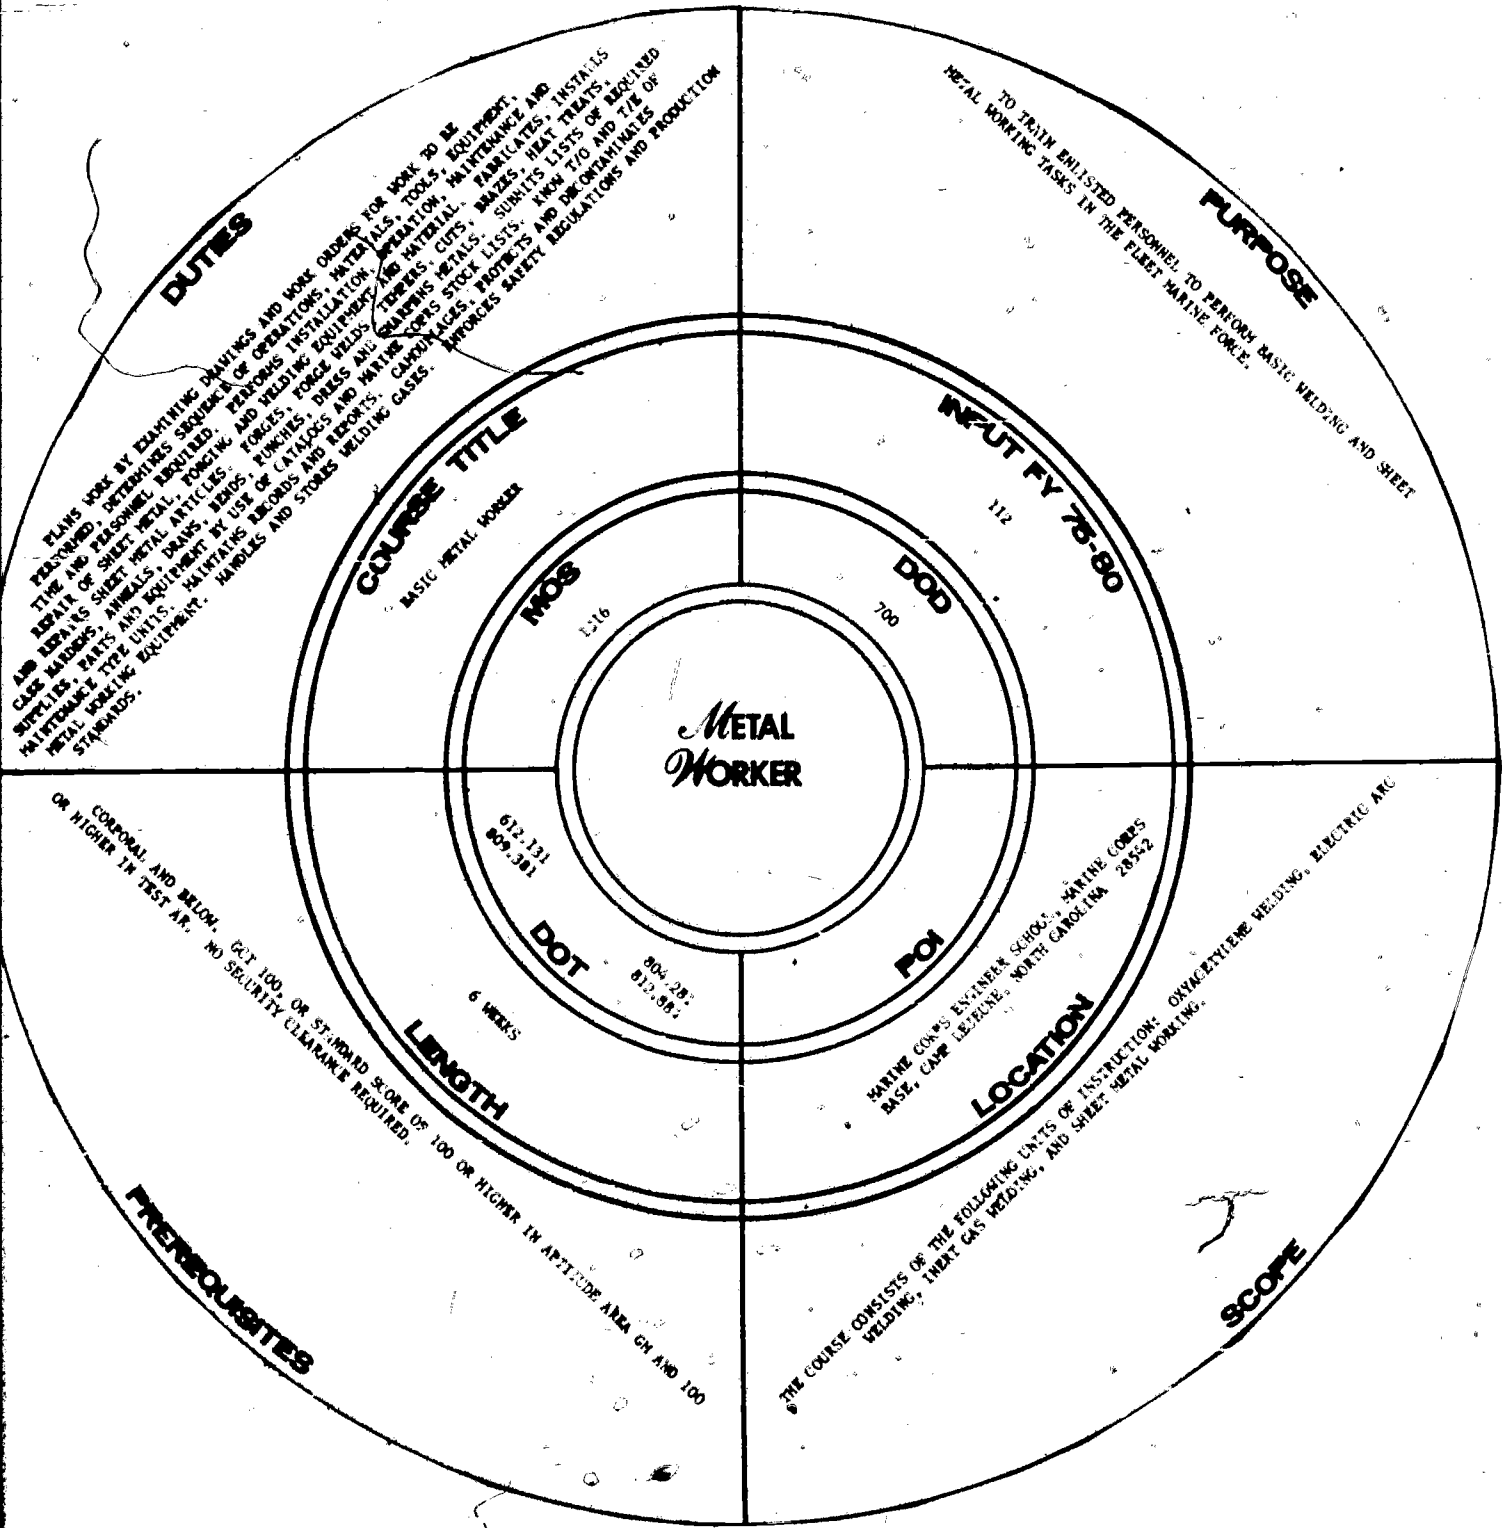 DUTIES
PLANS WORK BY EXAMINING DRAWINGS AND WORK ORDERS FOR WORK TO BE
PERFORMED, DETERMINES SEQUENCE OF OPERATIONS, MATERIALS, TOOLS, EQUIPMENT,
TIME AND PERSONNEL REQUIRED. PERFORMS INSTALLATION, OPERATION, MAINTENANCE AND
REPAIR OF SHEET METAL, FORGING AND WELDING EQUIPMENT AND MATERIAL. FABRICATES, INSTALLS
AND REPAIRS SHEET METAL ARTICLES. FORGES, FORGE WELDS, TEMPERS, CUTS, BRAZES, HEAT TREATS,
CASE HARDENS, ANNEALS, DRAWS, BENDS, PUNCHES, DRESS AND SHARPENS METALS. SUBMITS LISTS OF REQUIRED
SUPPLIES, PARTS AND EQUIPMENT BY USE OF CATALOGS AND MARINE COPRS STOCK LISTS. KNOW T/O AND T/E OF
MAINTENANCE TYPE UNITS. MAINTAINS RECORDS AND REPORTS. CAMOUFLAGES, PROTECTS AND DECONTAMINATES
METAL WORKING EQUIPMENT. HANDLES AND STORES WELDING GASES. ENFORCES SAFETY REGULATIONS AND PRODUCTION
STANDARDS.
PURPOSE
TO TRAIN ENLISTED PERSONNEL TO PERFORM BASIC WELDING AND SHEET
METAL WORKING TASKS IN THE FLEET MARINE FORCE.
COURSE TITLE
BASIC METAL WORKER
INPUT FY 75-80
112
MOS
1316
DOD
700
METAL
WORKER
612.131
809.381
DOT
804.28
812.884
POI
MARINE CORPS ENGINEER SCHOOL, MARINE CORPS
BASE, CAMP LEJEUNE, NORTH CAROLINA 28542
LOCATION
6 WEEKS
LENGTH
CORPORAL AND BELOW. GCT 100, OR STANDARD SCORE OF 100 OR HIGHER IN APTITUDE AREA GM AND 100
OR HIGHER IN TEST AR. NO SECURITY CLEARANCE REQUIRED.
PREREQUISITES
THE COURSE CONSISTS OF THE FOLLOWING UNITS OF INSTRUCTION: OXYACETYLENE WELDING, ELECTRIC ARC
WELDING, INERT GAS WELDING, AND SHEET METAL WORKING.
SCOPE